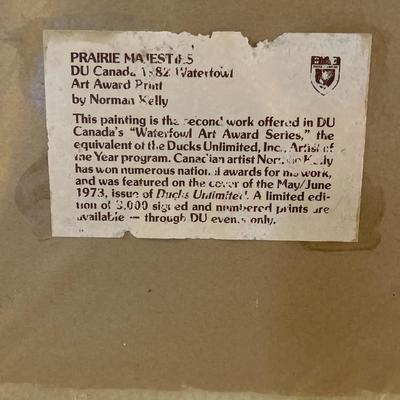 PRAIRIE MAJESTIES
DU Canada 1982 Waterfowl
Art Award Print
by Norman Kelly
This painting is the second work offered in DU
Canada's "Waterfowl Art Award Series," the
equivalent of the Ducks Unlimited, Inc., Artist of
the Year program. Canadian artist Norman Kelly
has won numerous national awards for his work,
and was featured on the cover of the May/June
1973, issue of Ducks Unlimited. A limited edi-
tion of 3,000 signed and numbered prints are
available — through DU events only.